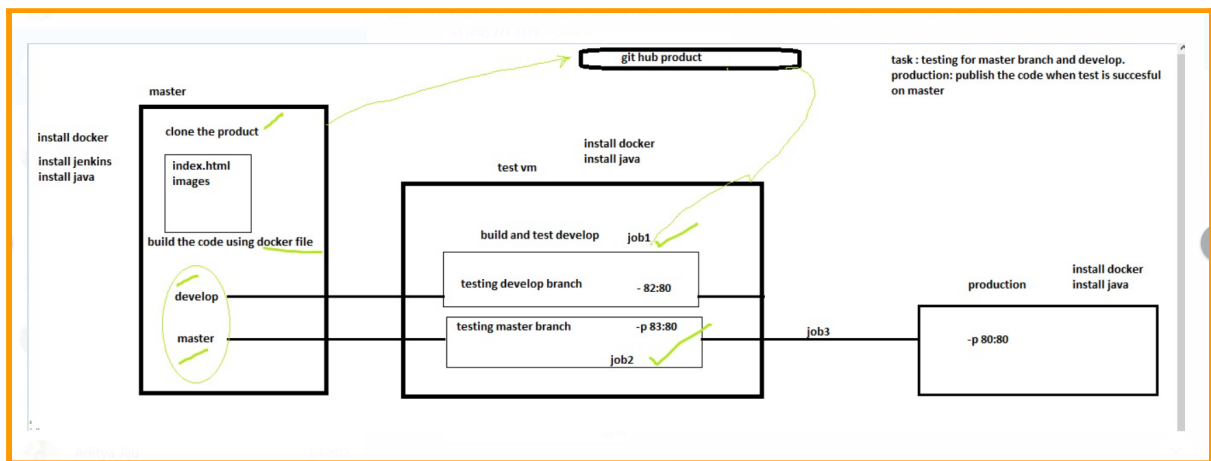 git hub product
task : testing for master branch and develop.
production: publish the code when test is succesful
on master
master
install docker
install jenkins
install java
clone the product
index.html
images
build the code using docker file
develop
master
install docker
install java
test vm
build and test develop job1
testing develop branch - 82:80
testing master branch -p 83:80
job2
job3
production
install docker
install java
-p 80:80